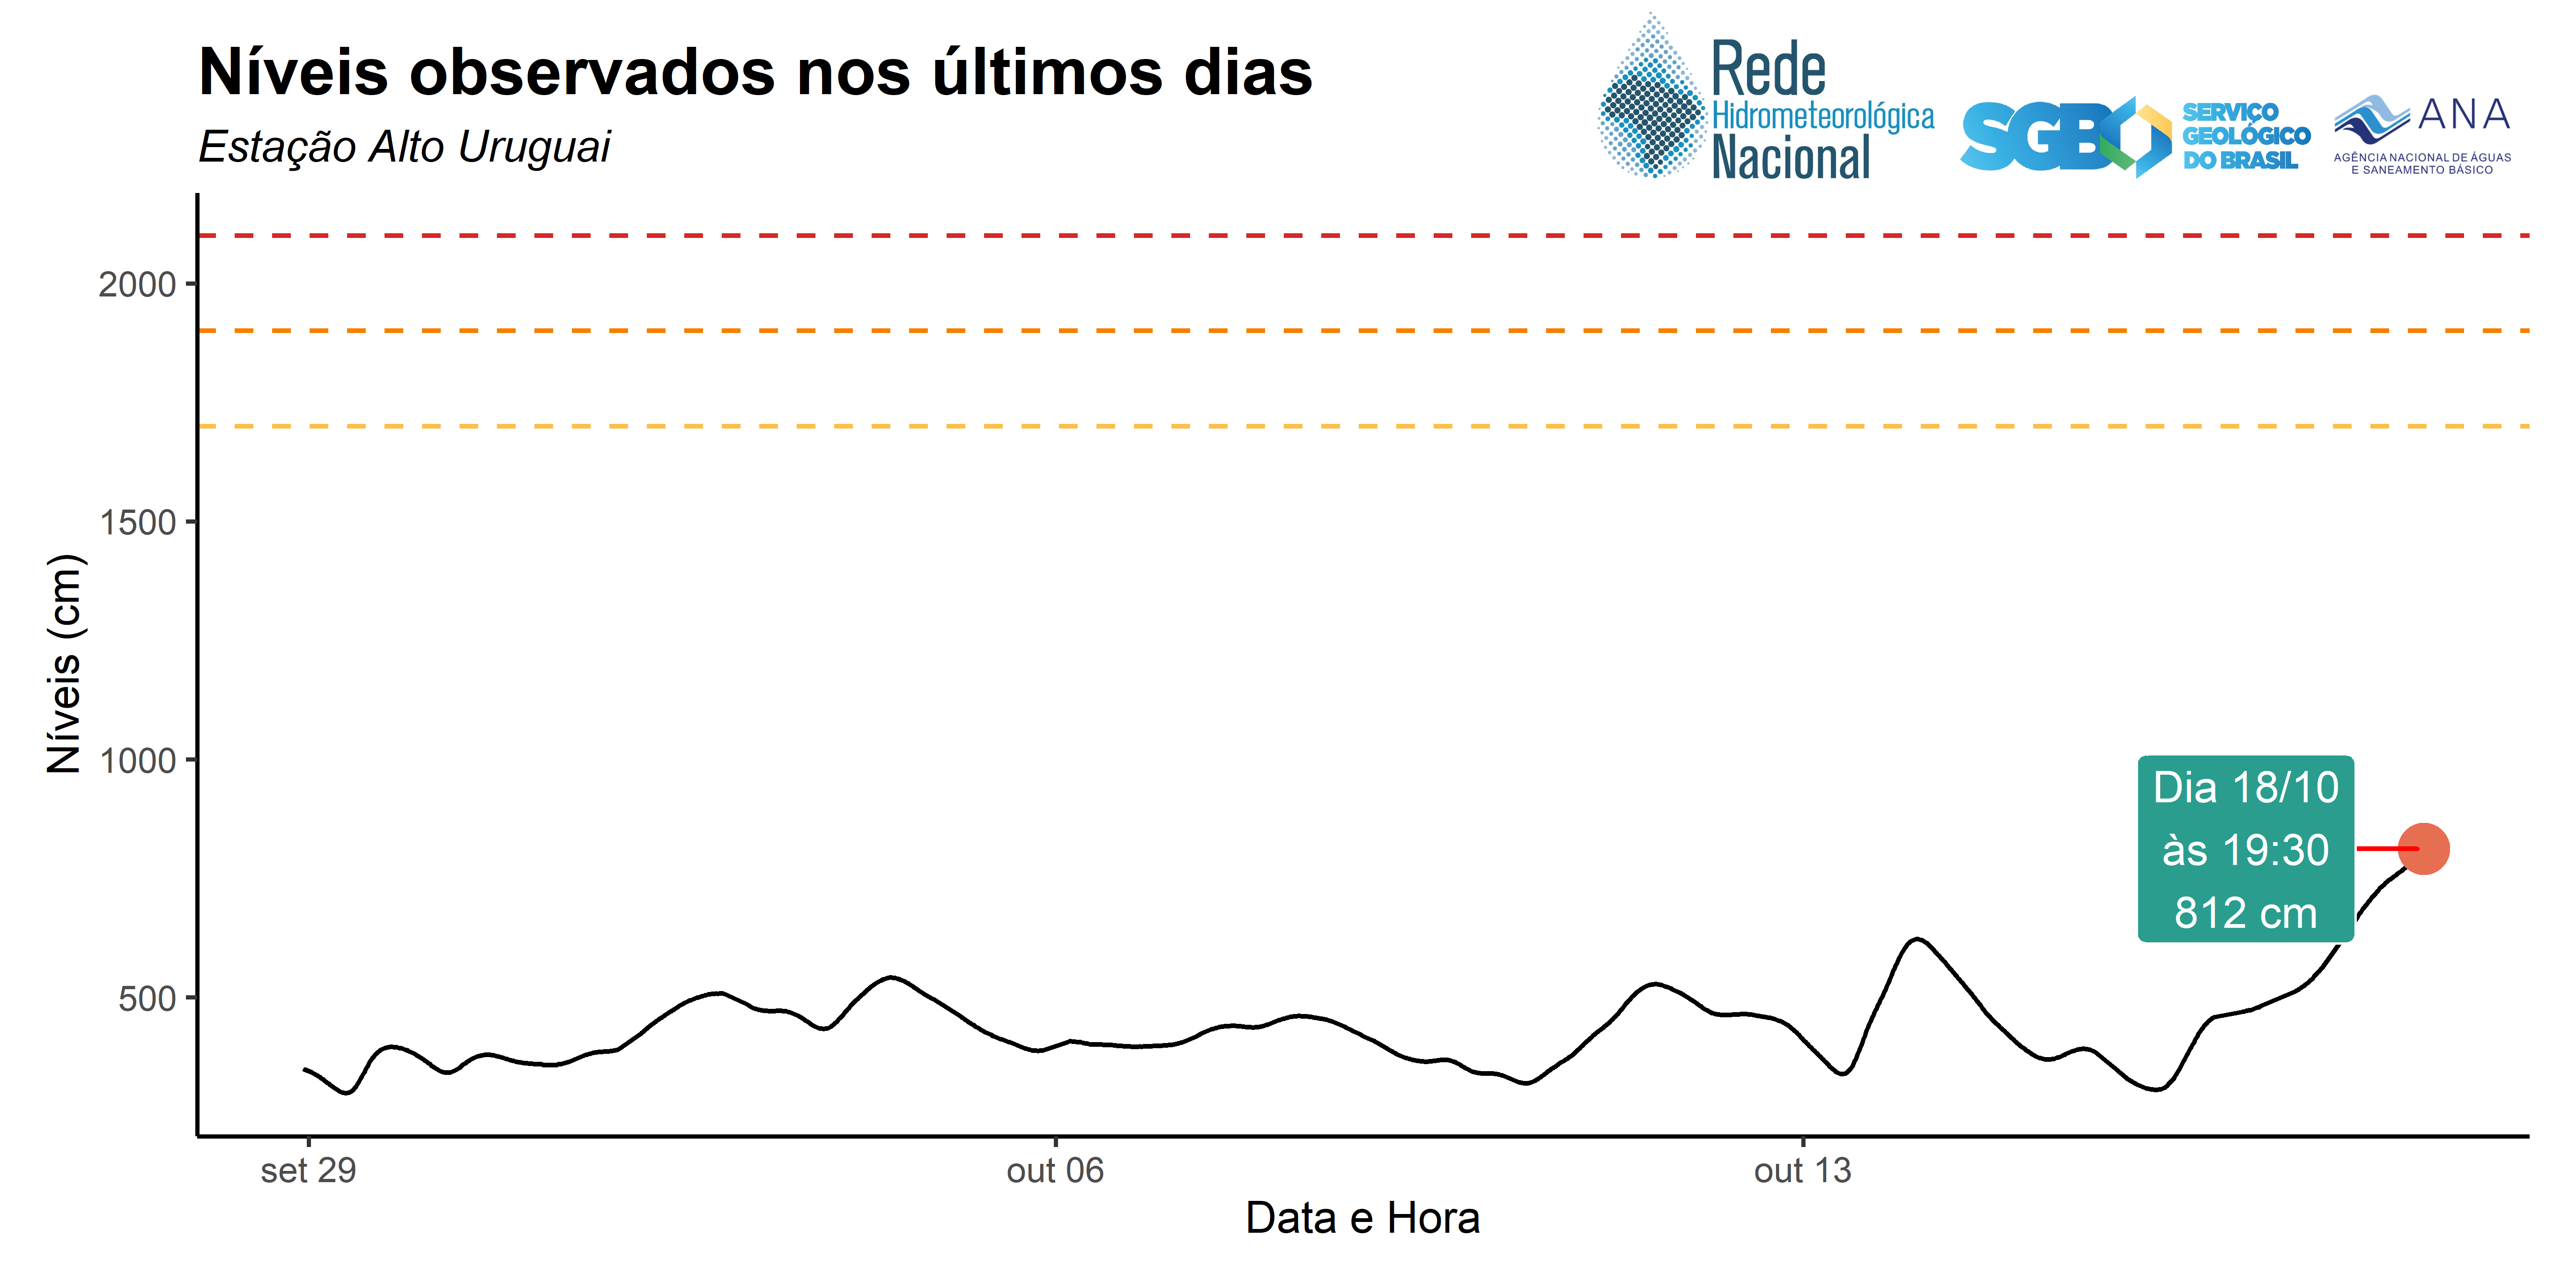 Níveis observados nos últimos dias
Estação Alto Uruguai
Rede
Hidrometeorológica
Nacional
SGB
SERVIÇO
GEOLÓGICO
DO BRASIL
ANA
AGÊNCIA NACIONAL DE ÁGUAS
E SANEAMENTO BÁSICO
Níveis (cm)
2000
1500
1000
500
Dia 18/10
às 19:30
812 cm
set 29
out 06
out 13
Data e Hora